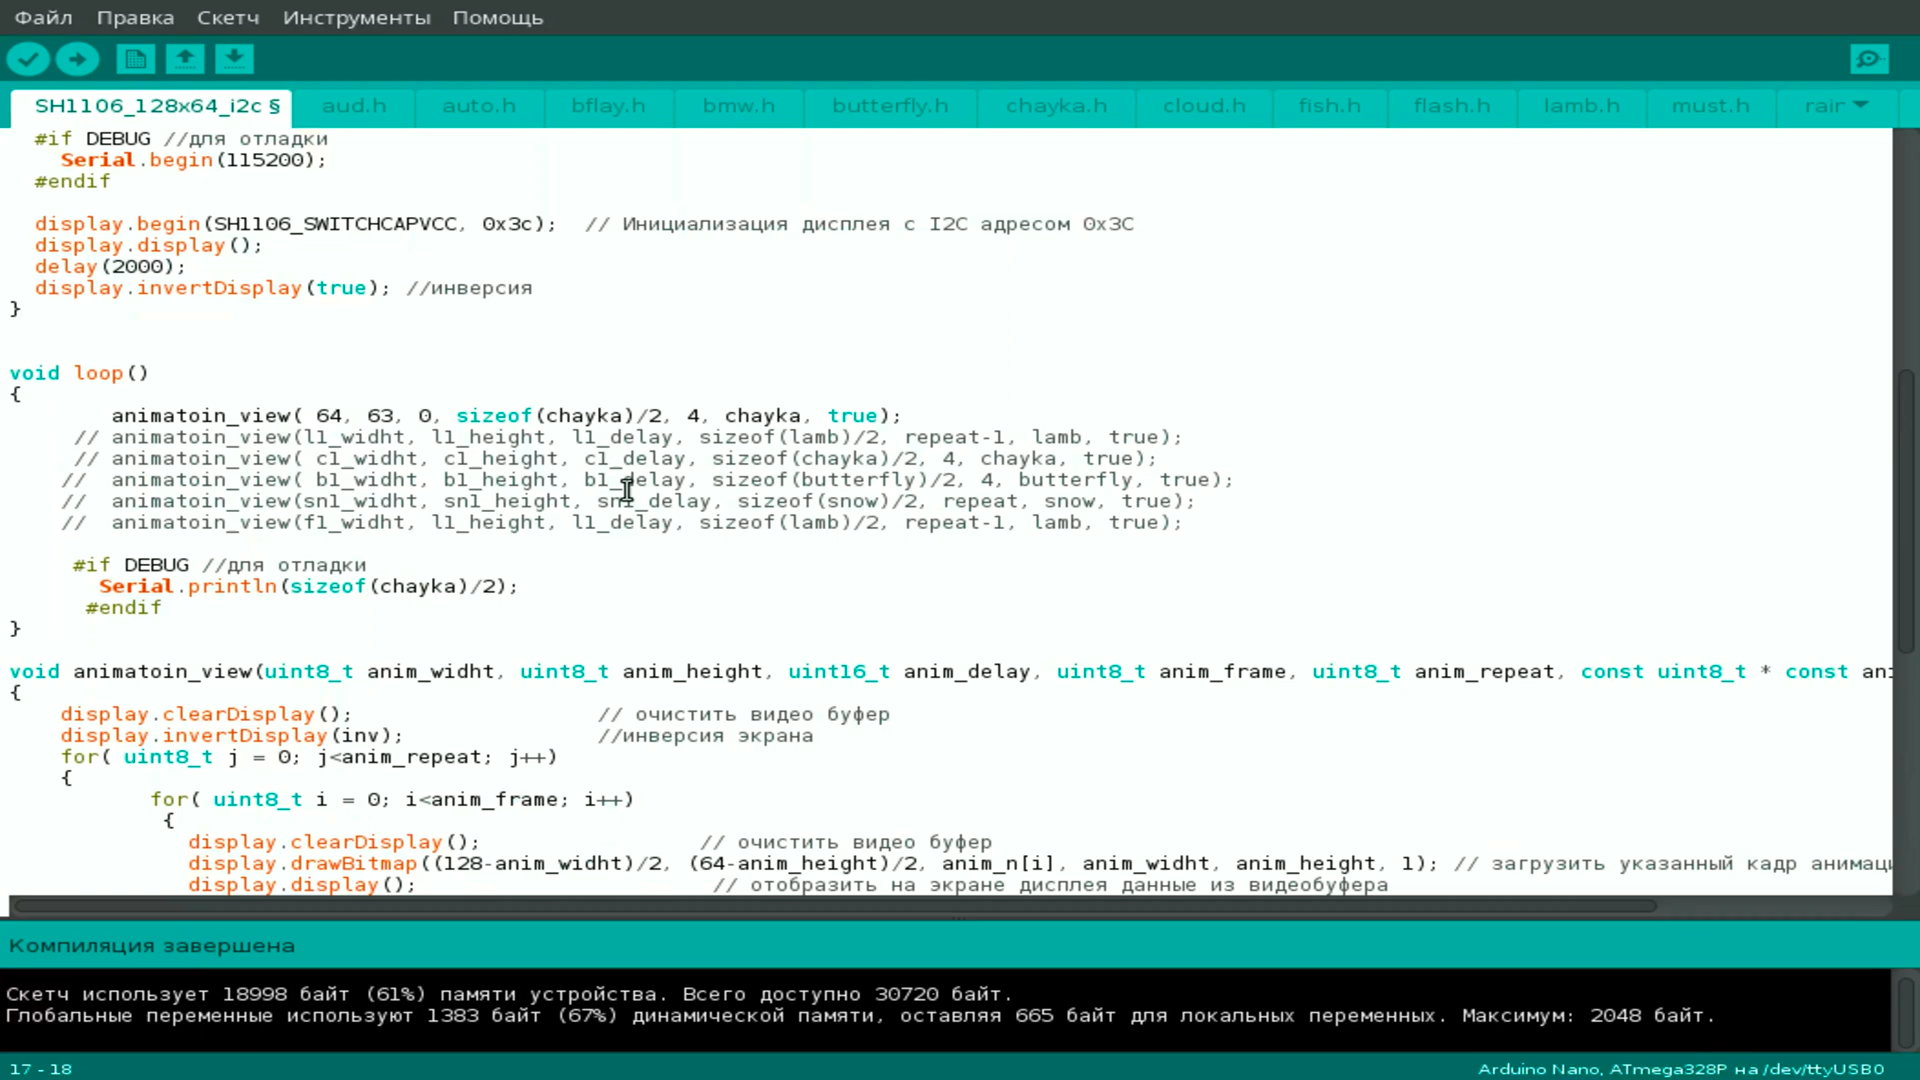 Файл Правка Скетч Инструменты Помощь
SH1106_128x64_i2c § aud.h auto.h bflay.h bmw.h butterfly.h chayka.h cloud.h fish.h flash.h lamb.h must.h rair
#if DEBUG //для отладки
Serial.begin(115200);
#endif
display.begin(SH1106_SWITCHCAPVCC, 0x3c); // Инициализация дисплея с I2C адресом 0x3C
display.display();
delay(2000);
display.invertDisplay(true); //инверсия
}
void loop()
{
animatoin_view( 64, 63, 0, sizeof(chayka)/2, 4, chayka, true);
// animatoin_view(l1_widht, l1_height, l1_delay, sizeof(lamb)/2, repeat-1, lamb, true);
// animatoin_view( c1_widht, c1_height, c1_delay, sizeof(chayka)/2, 4, chayka, true);
// animatoin_view( b1_widht, b1_height, b1_delay, sizeof(butterfly)/2, 4, butterfly, true);
// animatoin_view(sn1_widht, sn1_height, sn1_delay, sizeof(snow)/2, repeat, snow, true);
// animatoin_view(f1_widht, l1_height, l1_delay, sizeof(lamb)/2, repeat-1, lamb, true);
#if DEBUG //для отладки
Serial.println(sizeof(chayka)/2);
#endif
}
void animatoin_view(uint8_t anim_widht, uint8_t anim_height, uint16_t anim_delay, uint8_t anim_frame, uint8_t anim_repeat, const uint8_t * const ani
{
display.clearDisplay(); // очистить видео буфер
display.invertDisplay(inv); //инверсия экрана
for( uint8_t j = 0; j<anim_repeat; j++)
{
for( uint8_t i = 0; i<anim_frame; i++)
{
display.clearDisplay(); // очистить видео буфер
display.drawBitmap((128-anim_widht)/2, (64-anim_height)/2, anim_n[i], anim_widht, anim_height, 1); // загрузить указанный кадр анимаци
display.display(); // отобразить на экране дисплея данные из видеобуфера
Компиляция завершена
Скетч использует 18998 байт (61%) памяти устройства. Всего доступно 30720 байт.
Глобальные переменные используют 1383 байт (67%) динамической памяти, оставляя 665 байт для локальных переменных. Максимум: 2048 байт.
17 - 18 Arduino Nano, ATmega328P на /dev/ttyUSB0